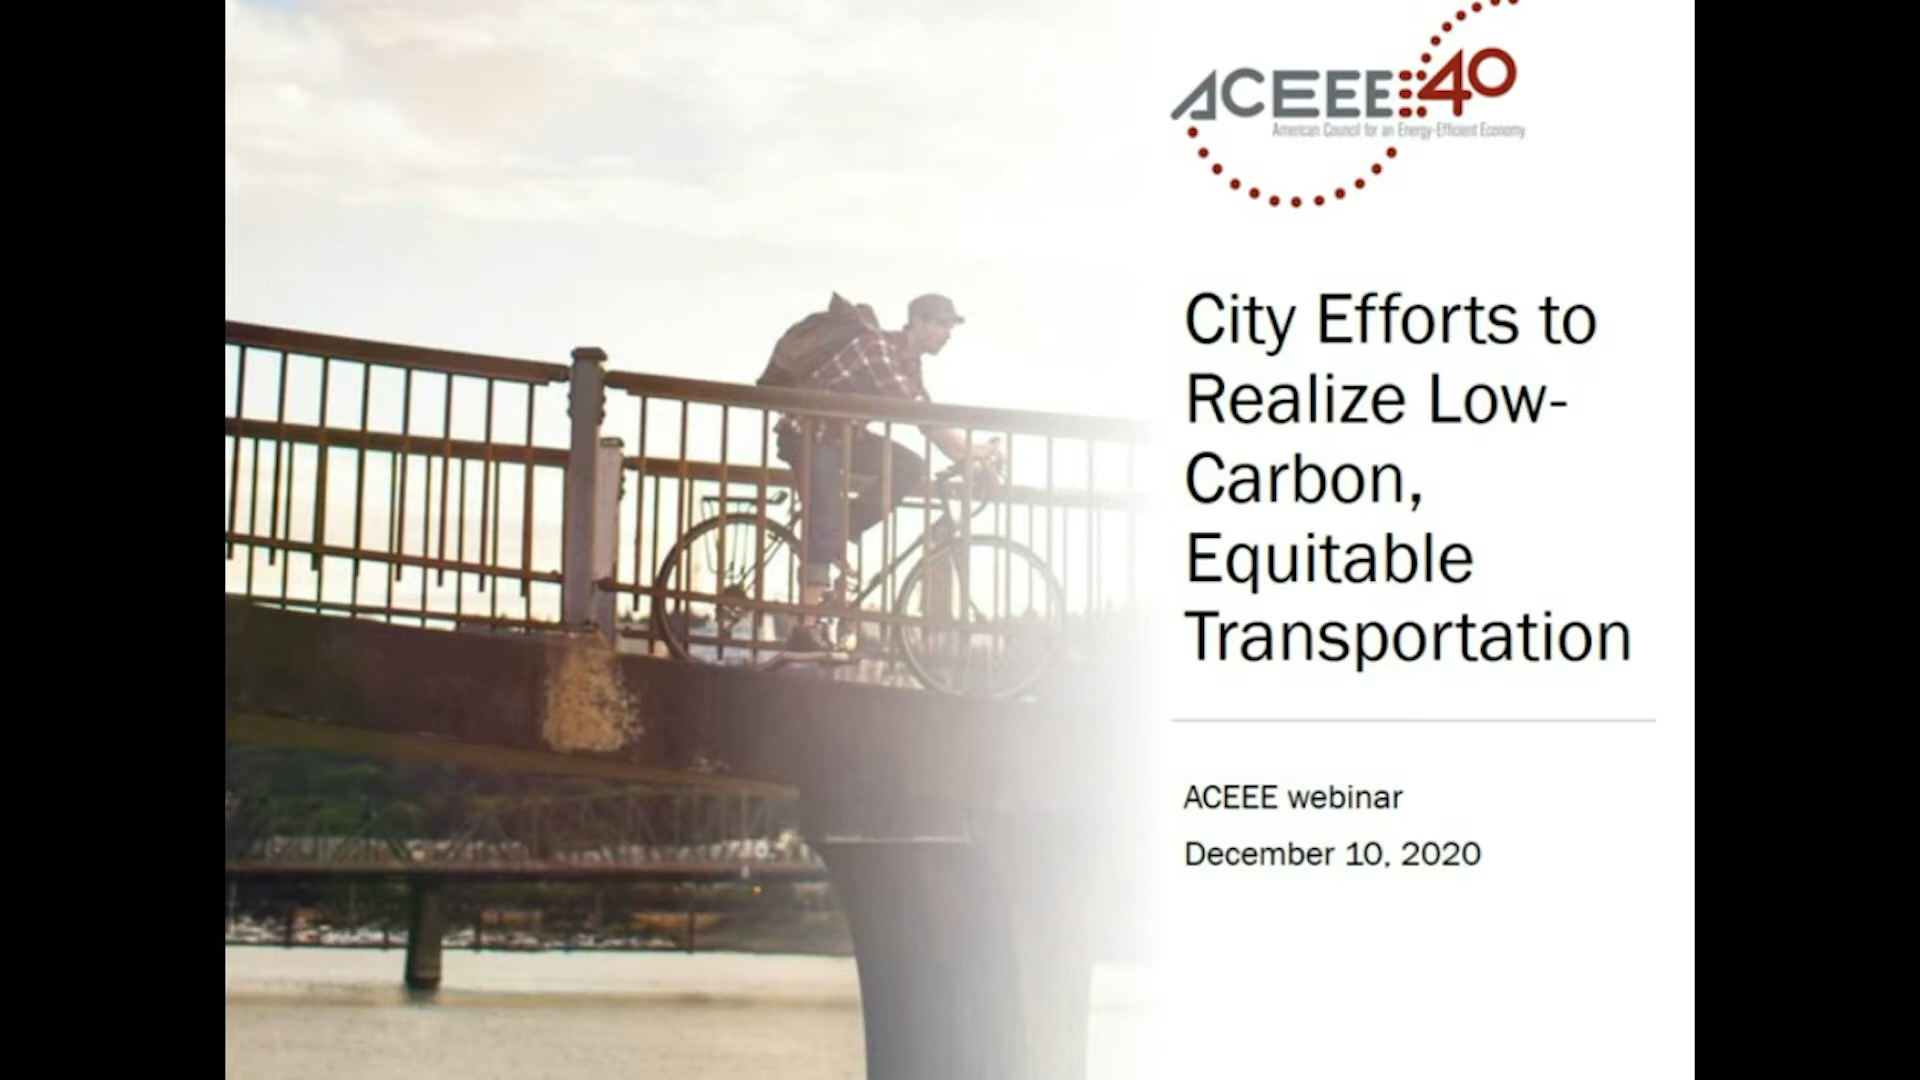 ACEEE 40
American Council for an Energy-Efficient Economy
City Efforts to
Realize Low-
Carbon,
Equitable
Transportation
ACEEE webinar
December 10, 2020